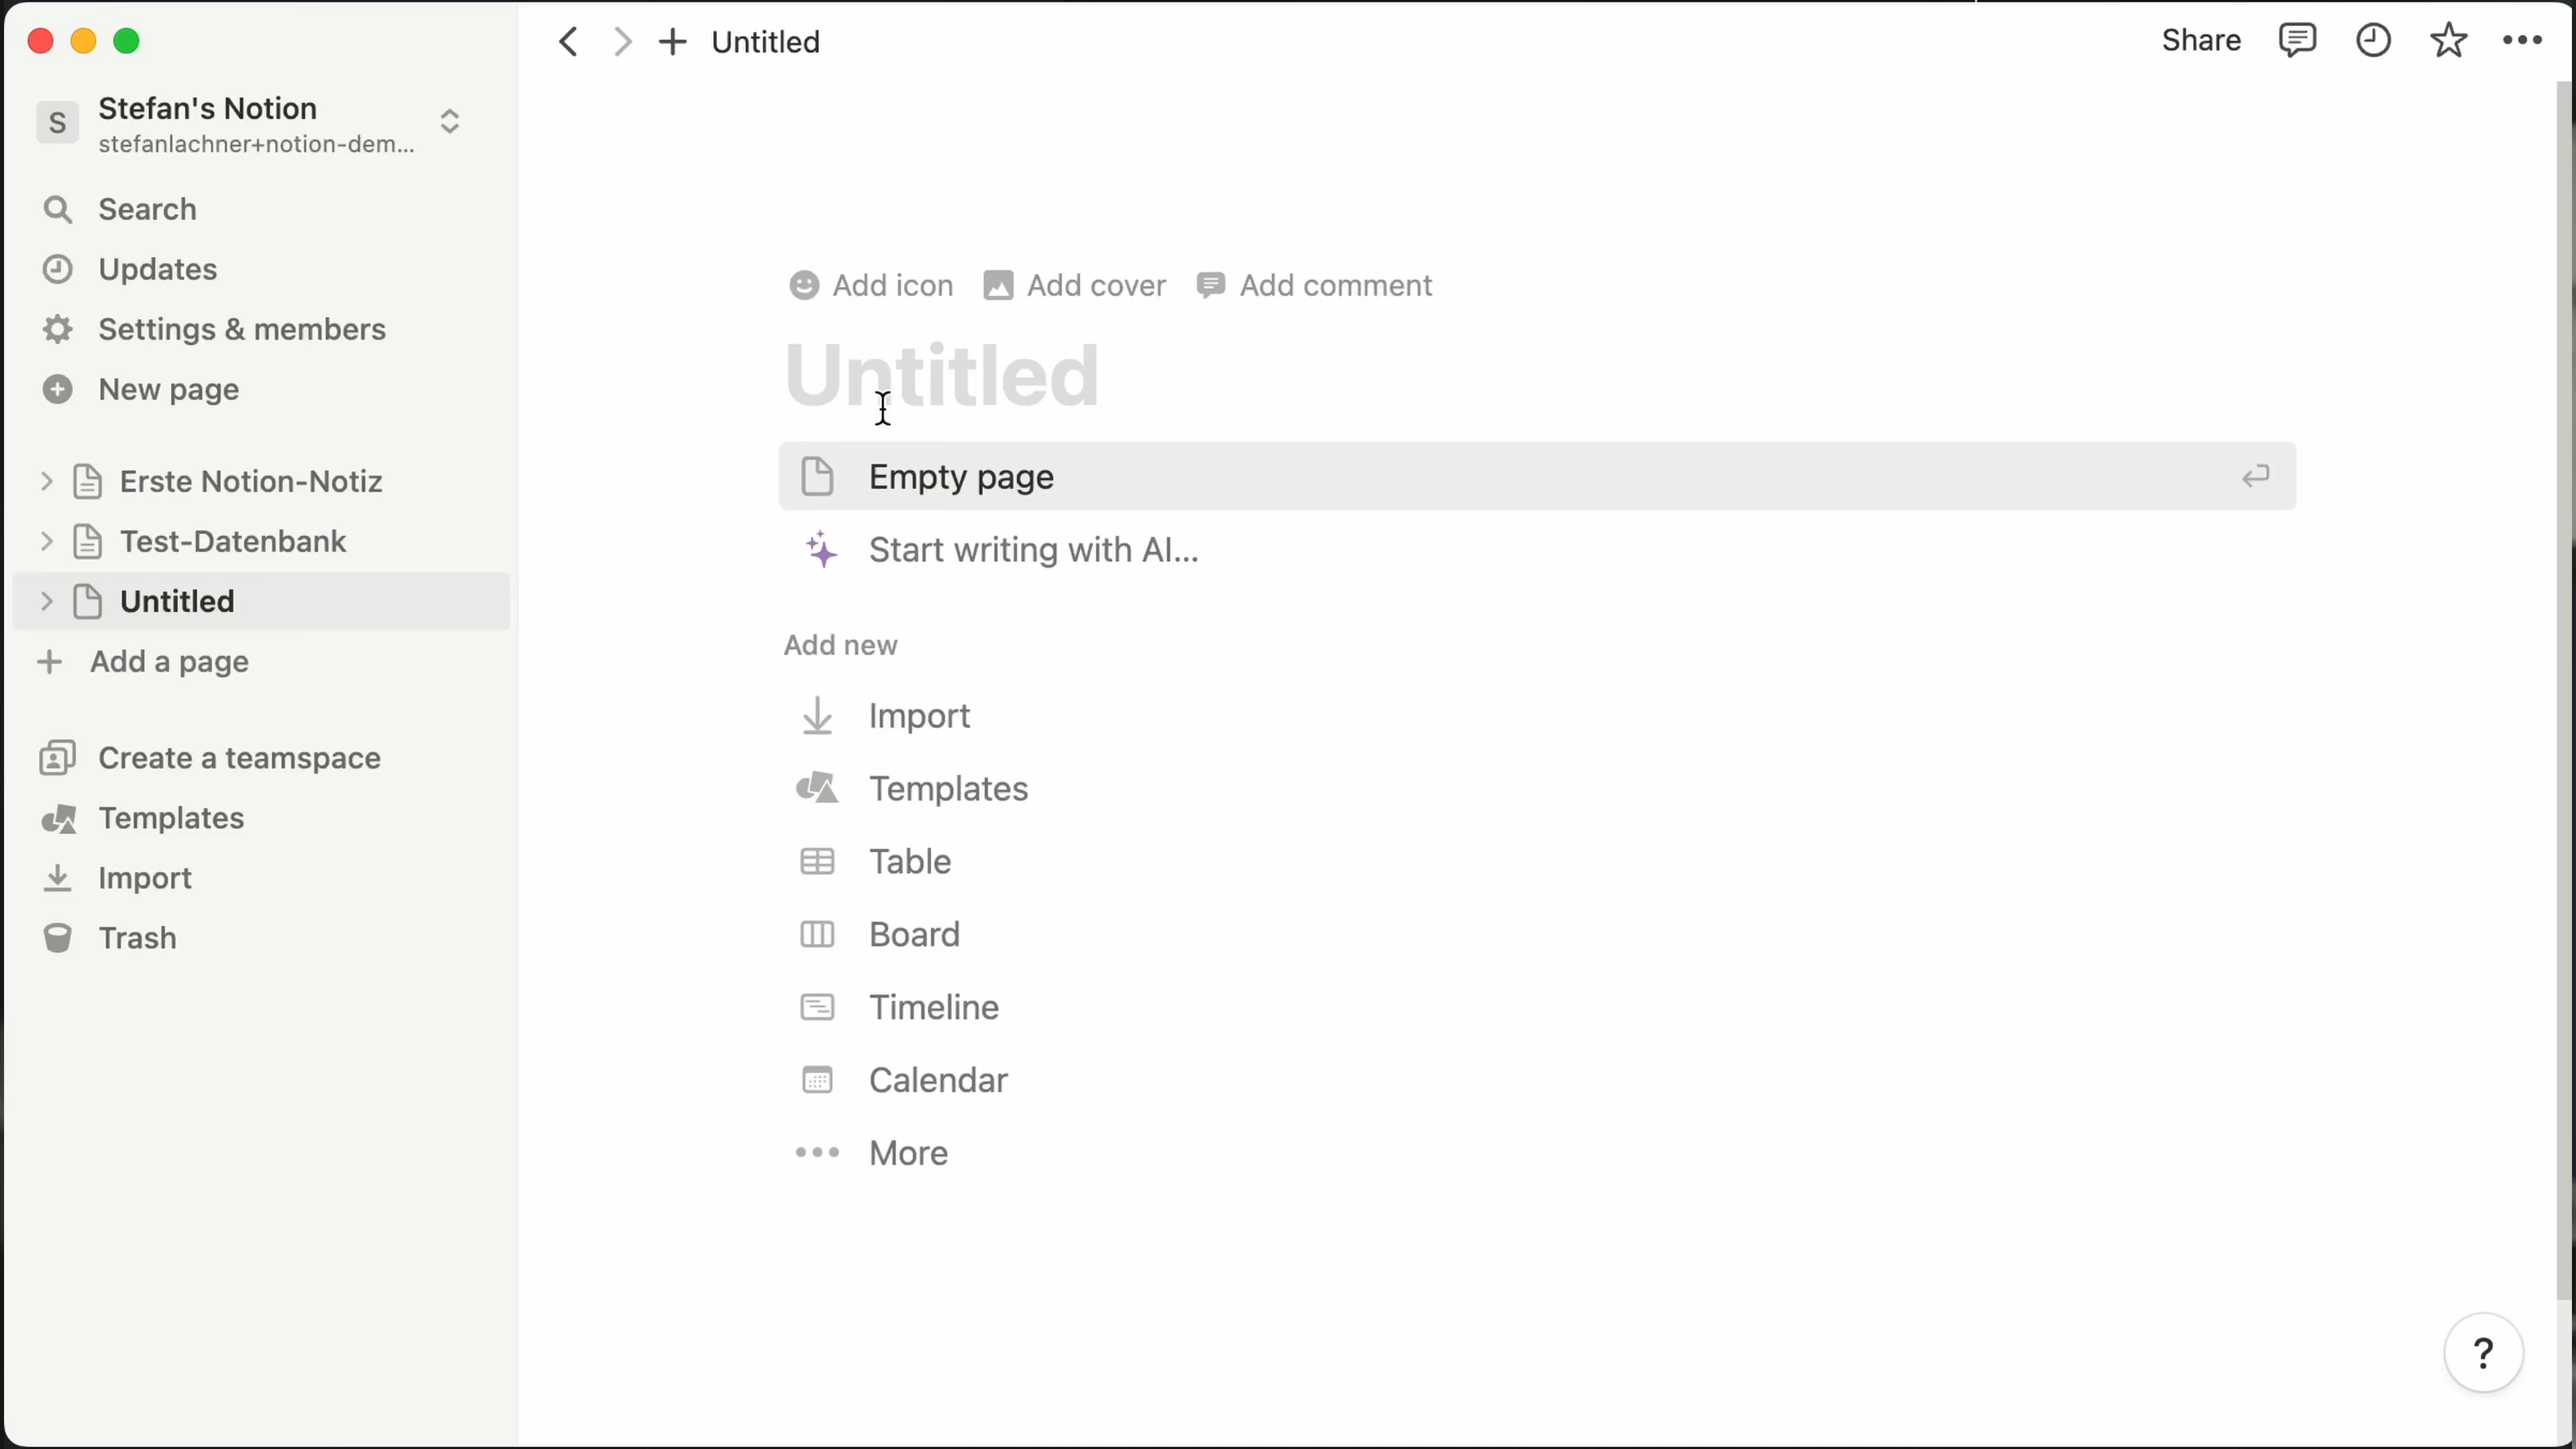 Untitled
Share
S
Stefan's Notion
stefanlachner+notion-dem...
Search
Updates
Settings & members
New page
Erste Notion-Notiz
Test-Datenbank
Untitled
Add a page
Create a teamspace
Templates
Import
Trash
Add icon Add cover Add comment
Untitled
Empty page
Start writing with AI...
Add new
Import
Templates
Table
Board
Timeline
Calendar
More
?